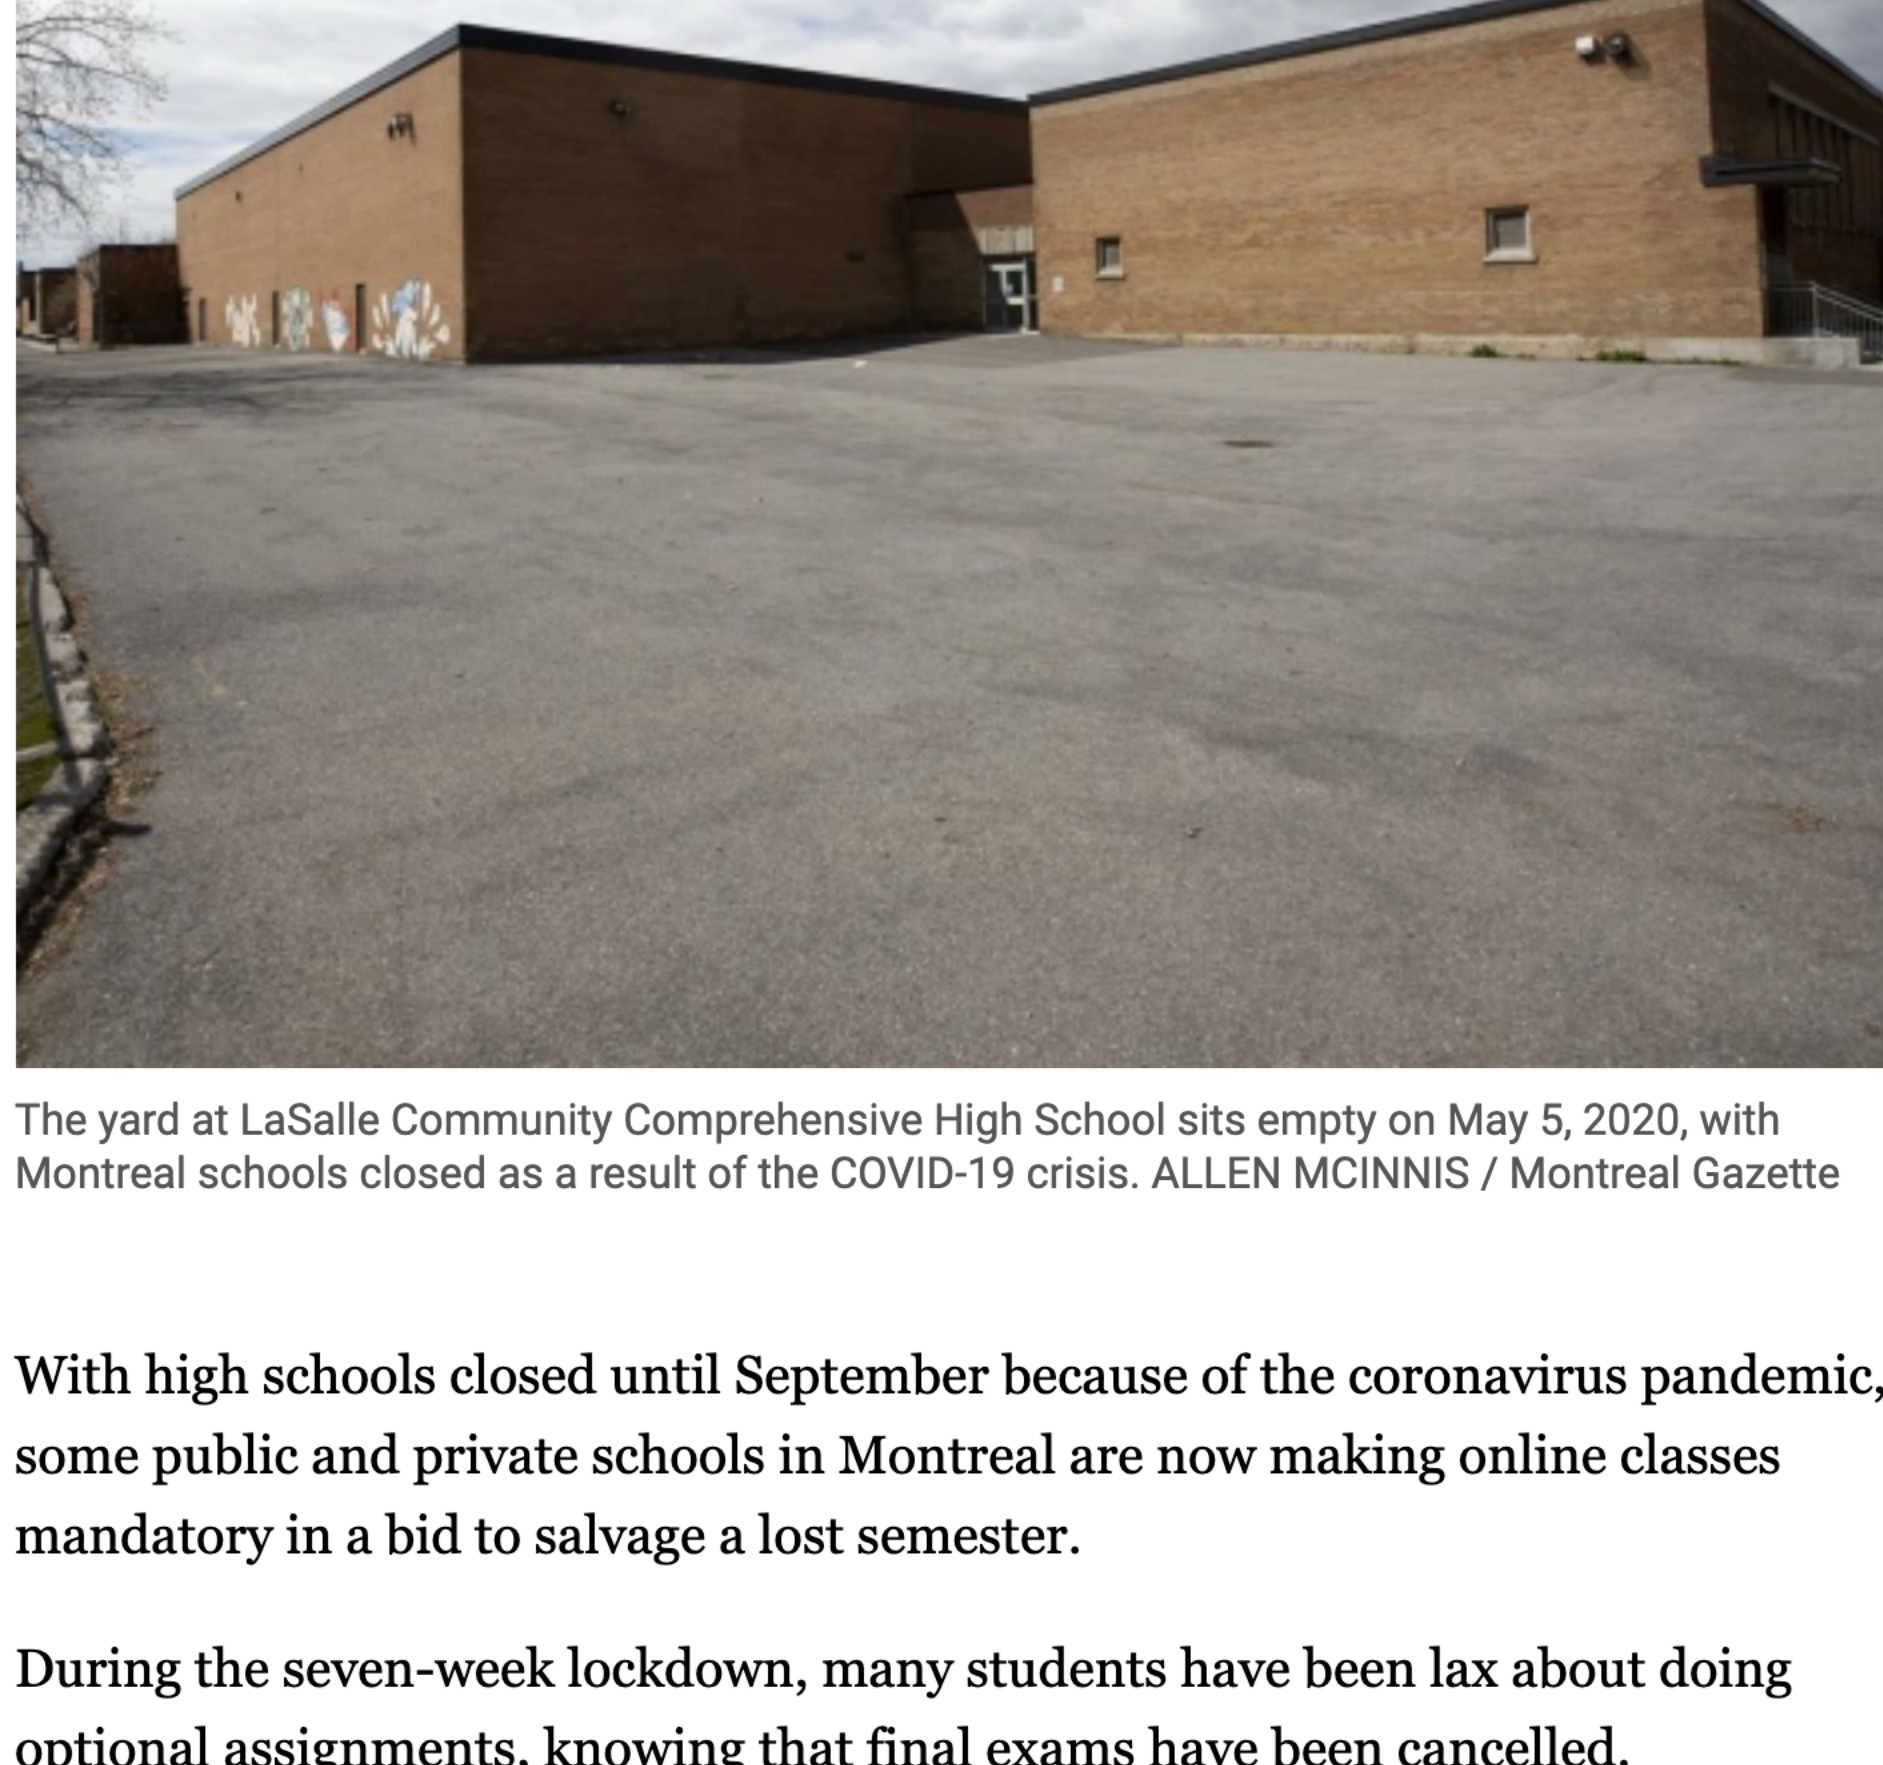 The yard at LaSalle Community Comprehensive High School sits empty on May 5, 2020, with
Montreal schools closed as a result of the COVID-19 crisis. ALLEN MCINNIS / Montreal Gazette
With high schools closed until September because of the coronavirus pandemic,
some public and private schools in Montreal are now making online classes
mandatory in a bid to salvage a lost semester.
During the seven-week lockdown, many students have been lax about doing
optional assignments, knowing that final exams have been cancelled.